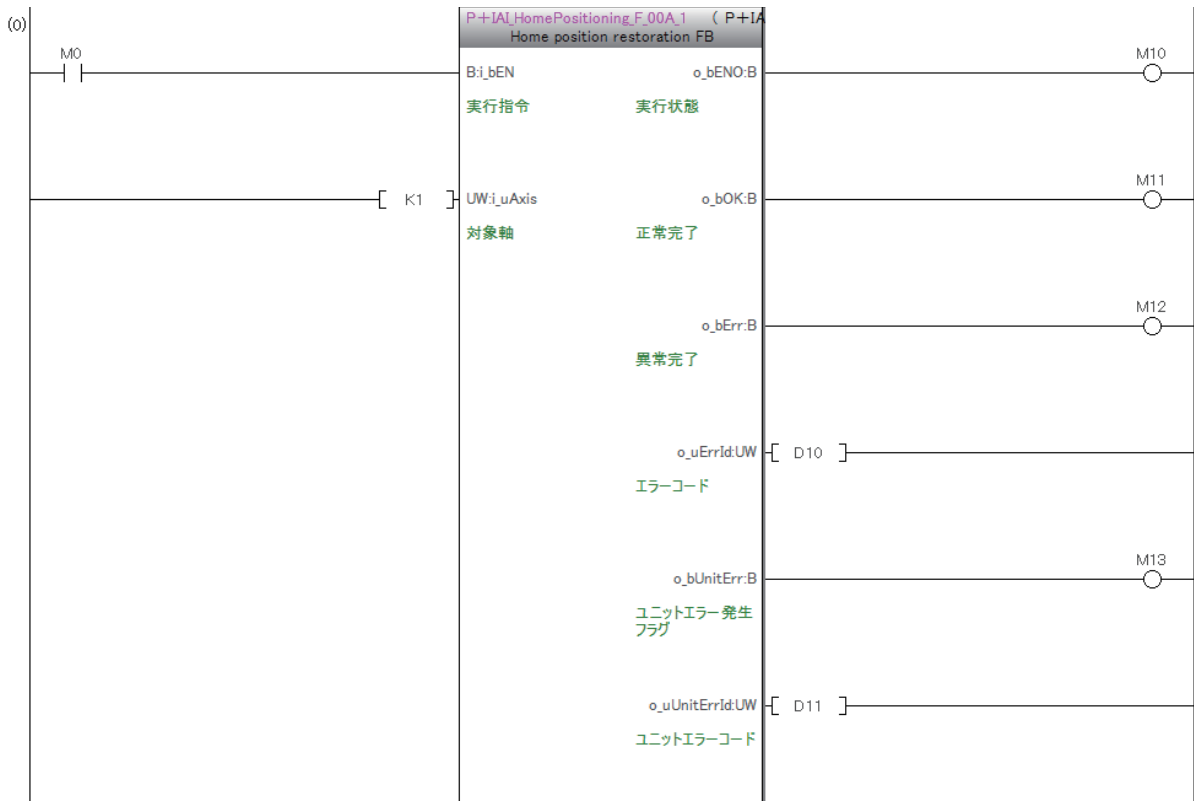 (0)
P+IAI_HomePositioning_F_00A_1 ( P+IA
Home position restoration FB
M0
B:i_bEN
o_bENO:B
M10
実行指令
実行状態
K1
UW:i_uAxis
o_bOK:B
M11
対象軸
正常完了
o_bErr:B
M12
異常完了
o_uErrId:UW
D10
エラーコード
o_bUnitErr:B
M13
ユニットエラー発生
フラグ
o_uUnitErrId:UW
D11
ユニットエラーコード